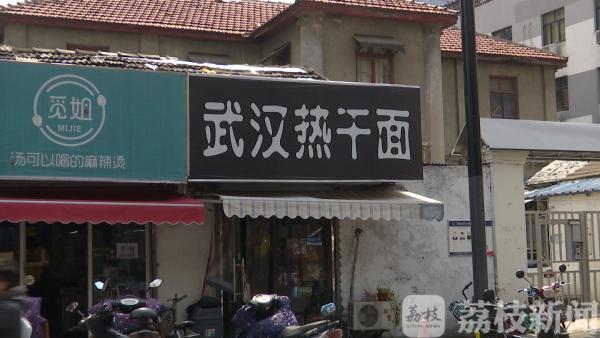 觅姐
MIJIE
汤可以喝的麻辣烫
武汉热干面
荔枝
荔枝新闻